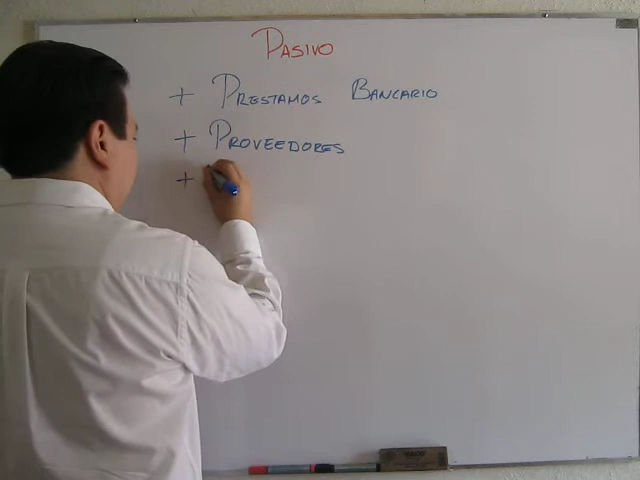 Pasivo
+ Prestamos Bancario
+ Proveedores
+